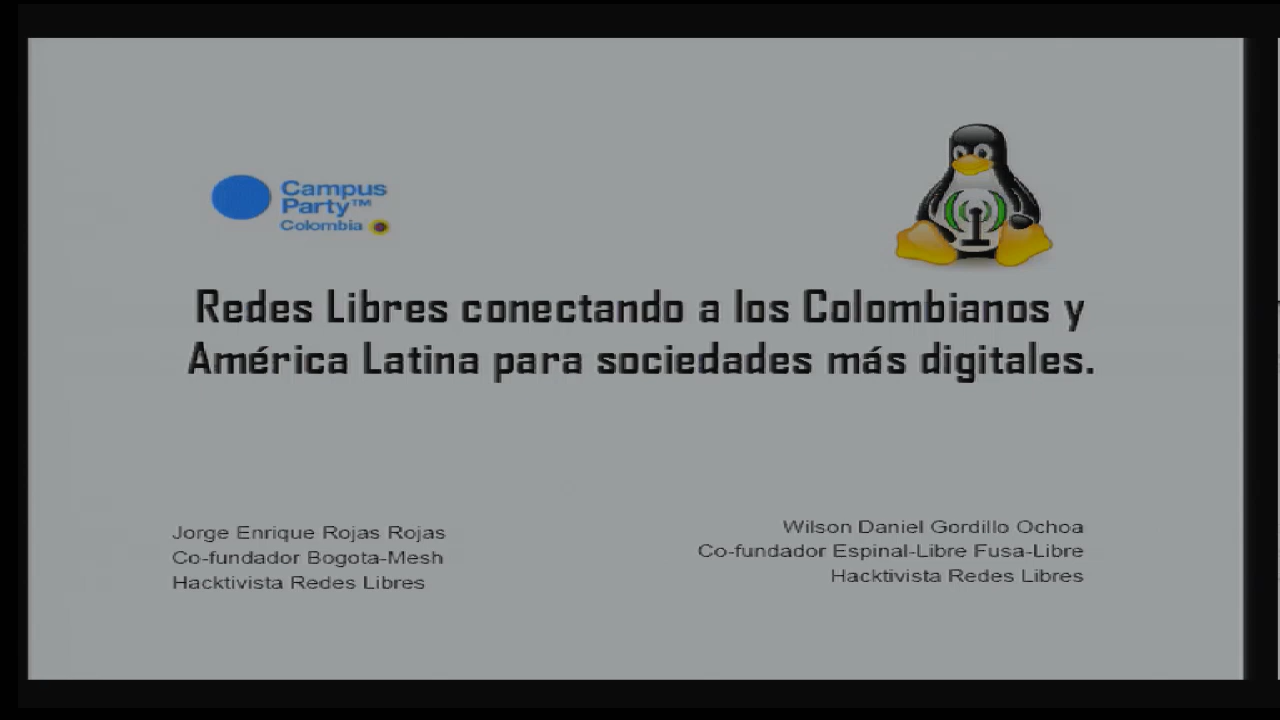 Campus
Party™
Colombia
Redes Libres conectando a los Colombianos y
América Latina para sociedades más digitales.
Jorge Enrique Rojas Rojas
Co-fundador Bogota-Mesh
Hacktivista Redes Libres
Wilson Daniel Gordillo Ochoa
Co-fundador Espinal-Libre Fusa-Libre
Hacktivista Redes Libres